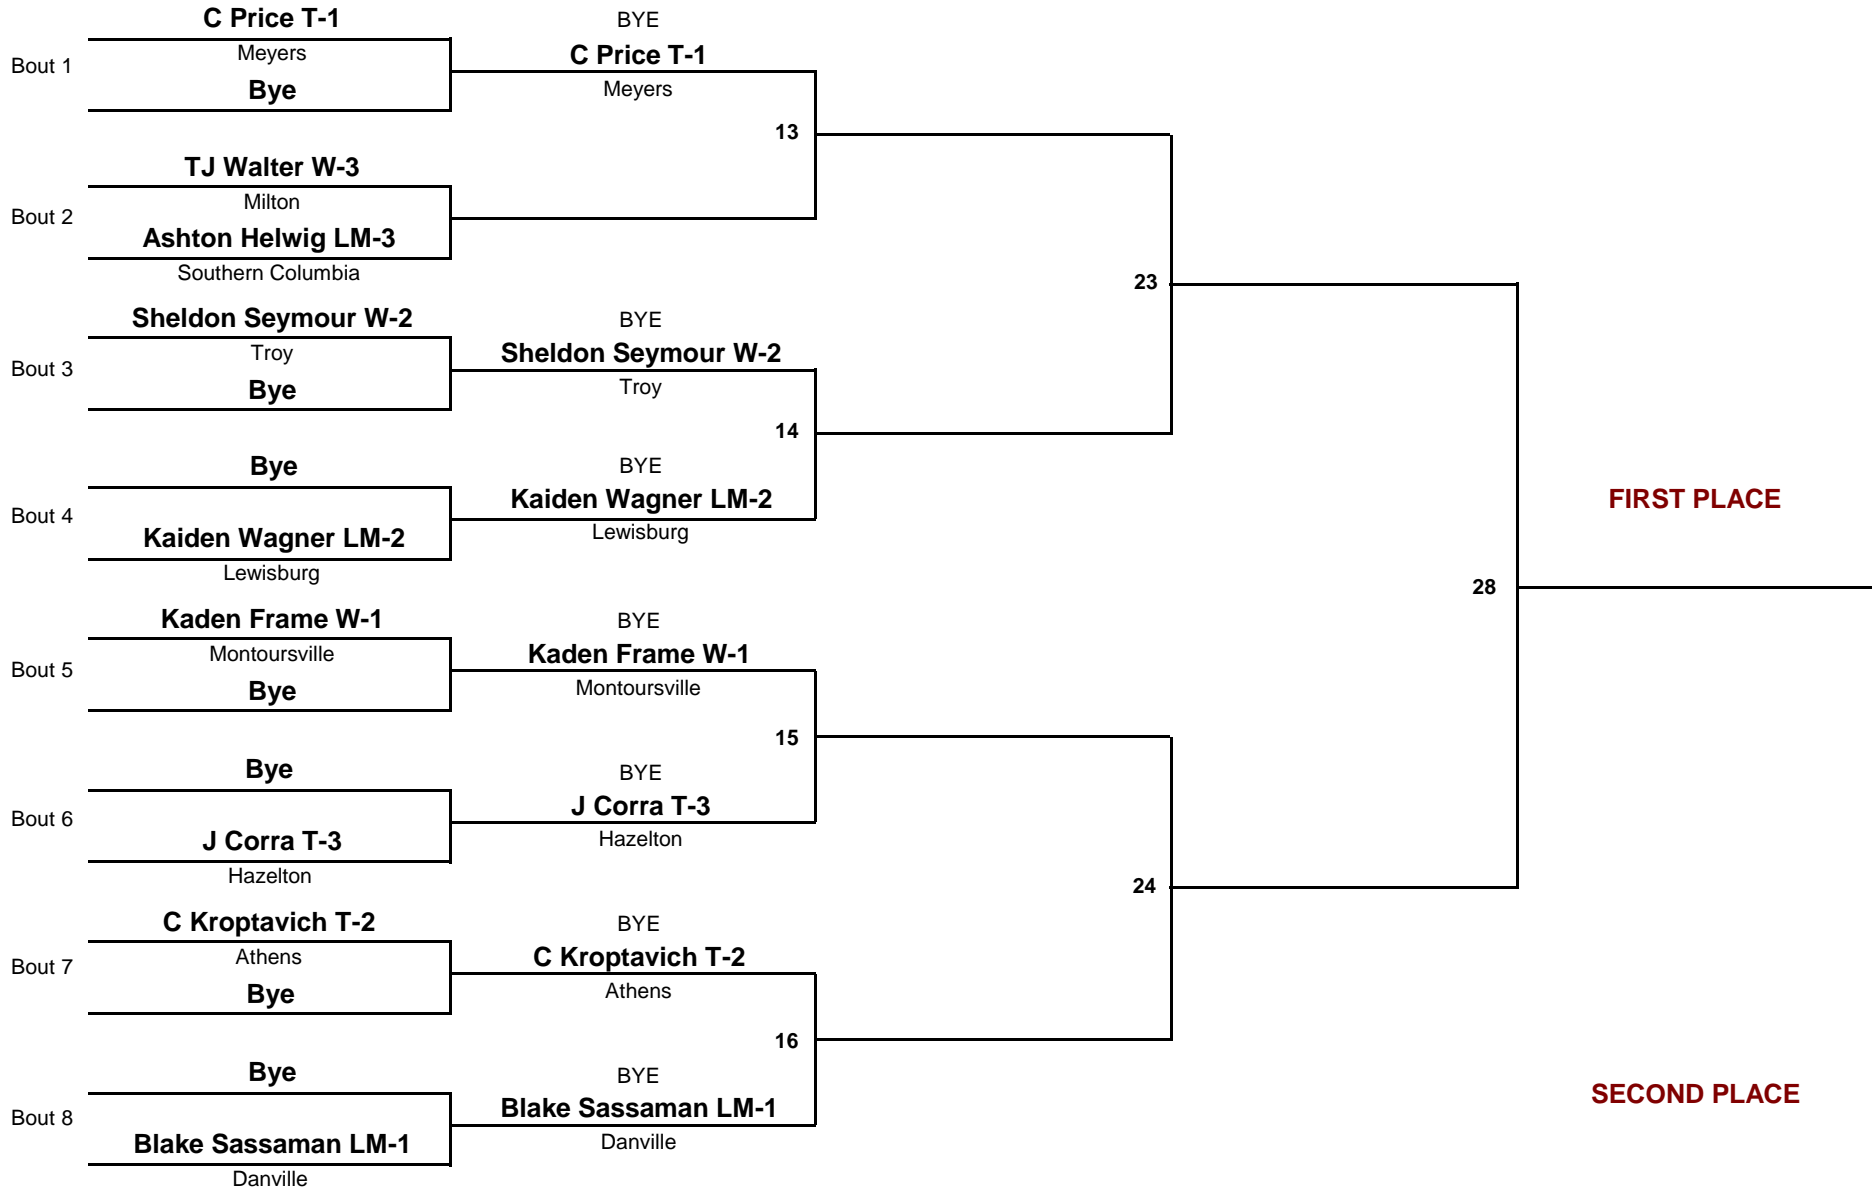 C Price T-1
BYE
Bout 1
Meyers
C Price T-1
Bye
Meyers
13
TJ Walter W-3
Bout 2
Milton
Ashton Helwig LM-3
Southern Columbia
23
Sheldon Seymour W-2
BYE
Bout 3
Troy
Sheldon Seymour W-2
Bye
Troy
14
Bye
BYE
Bout 4
Kaiden Wagner LM-2
FIRST PLACE
Kaiden Wagner LM-2
Lewisburg
Lewisburg
28
Kaden Frame W-1
BYE
Bout 5
Montoursville
Kaden Frame W-1
Bye
Montoursville
15
Bye
BYE
Bout 6
J Corra T-3
J Corra T-3
Hazelton
Hazelton
24
C Kroptavich T-2
BYE
Bout 7
Athens
C Kroptavich T-2
Bye
Athens
16
Bye
BYE
SECOND PLACE
Bout 8
Blake Sassaman LM-1
Blake Sassaman LM-1
Danville
Danville